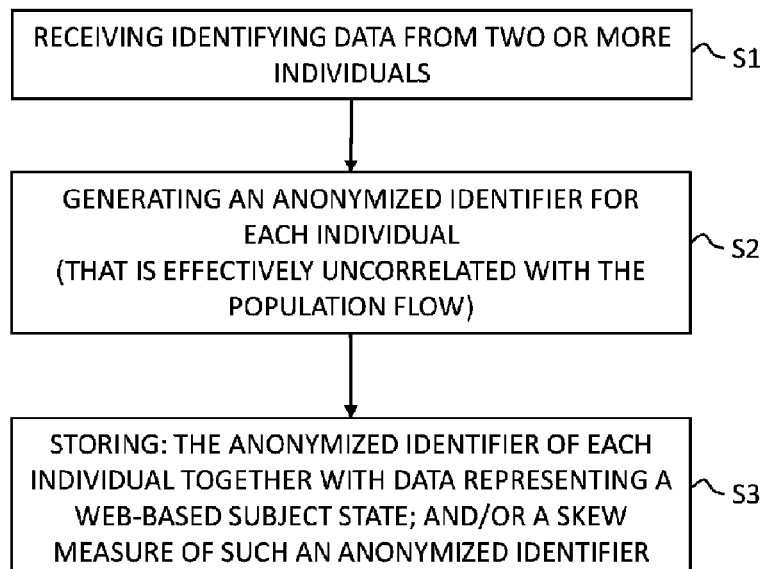 RECEIVING IDENTIFYING DATA FROM TWO OR MORE
INDIVIDUALS
S1
GENERATING AN ANONYMIZED IDENTIFIER FOR
EACH INDIVIDUAL
(THAT IS EFFECTIVELY UNCORRELATED WITH THE
POPULATION FLOW)
S2
STORING: THE ANONYMIZED IDENTIFIER OF EACH
INDIVIDUAL TOGETHER WITH DATA REPRESENTING A
WEB-BASED SUBJECT STATE; AND/OR A SKEW
MEASURE OF SUCH AN ANONYMIZED IDENTIFIER
S3